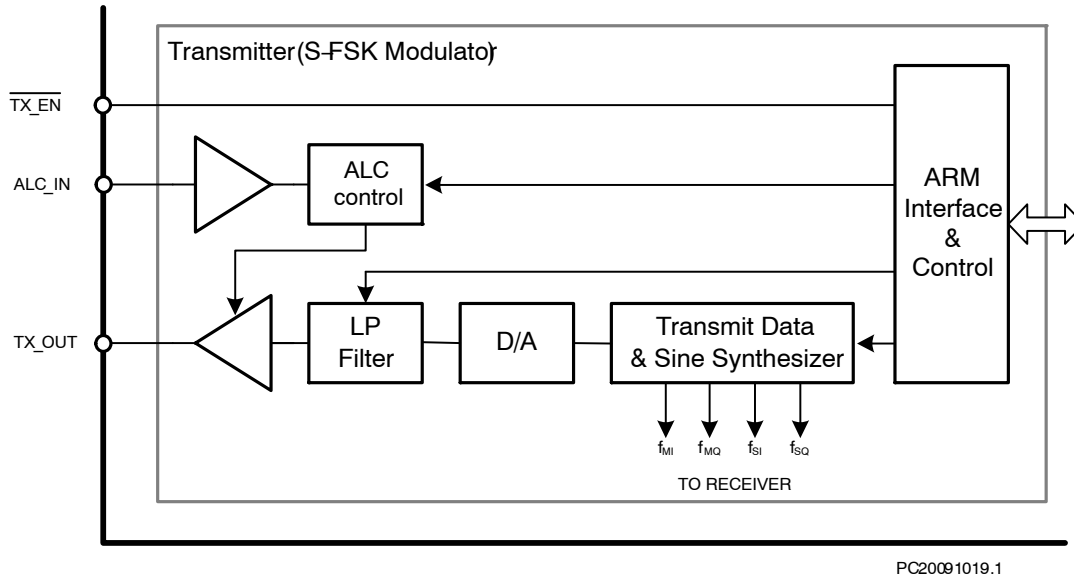 Transmitter(S-FSK Modulator)
TX_EN
ALC_IN
ALC
control
ARM
Interface
&
Control
TX_OUT
LP
Filter
D/A
Transmit Data
& Sine Synthesizer
fMI fMQ fSI fSQ
TO RECEIVER
PC20091019.1